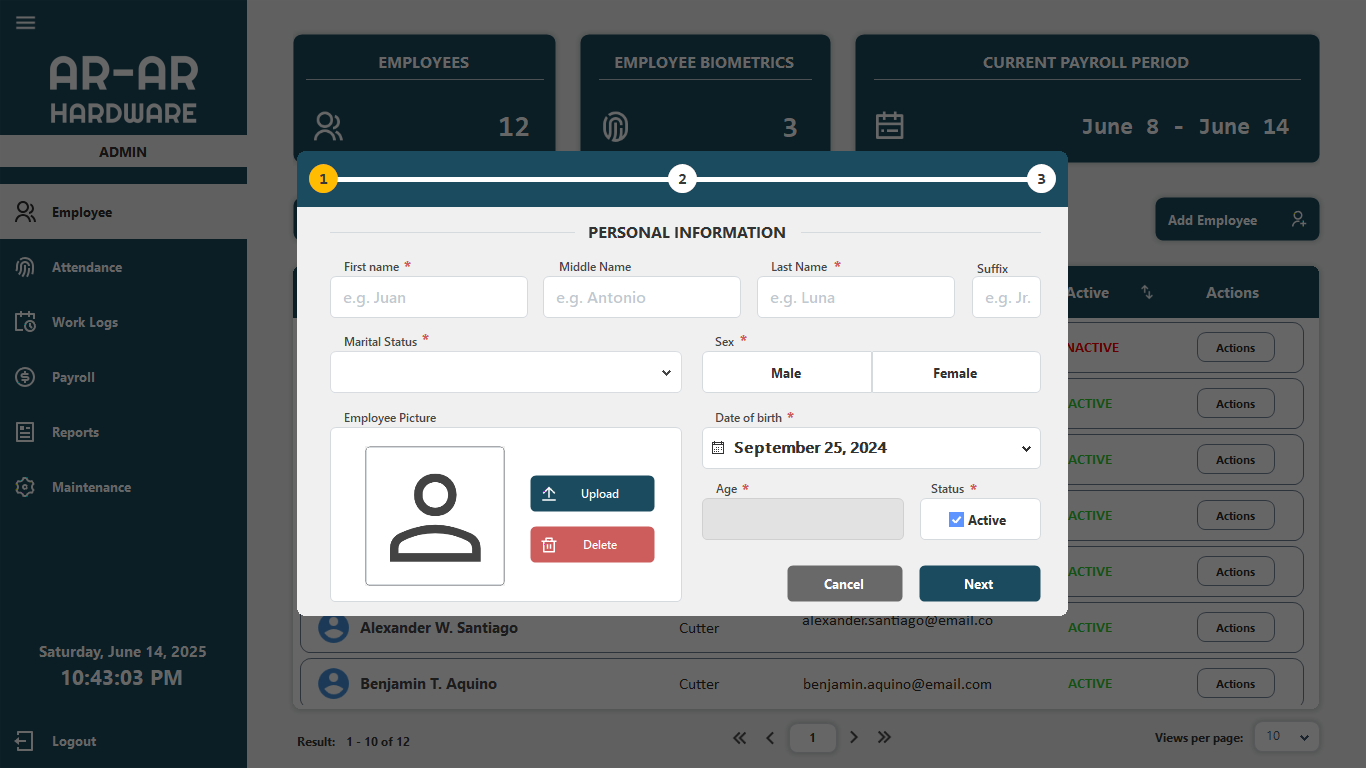 AR-AR
HARDWARE
ADMIN
Employee
Attendance
Work Logs
Payroll
Reports
Maintenance
Saturday, June 14, 2025
10:43:03 PM
Logout
EMPLOYEES
12
EMPLOYEE BIOMETRICS
3
CURRENT PAYROLL PERIOD
June 8 - June 14
Add Employee
1 2 3
PERSONAL INFORMATION
First name * Middle Name Last Name * Suffix
e.g. Juan e.g. Antonio e.g. Luna e.g. Jr.
Marital Status * Sex *
Male Female
Employee Picture Date of birth *
September 25, 2024
Upload
Delete
Age * Status *
Active
Cancel Next
Active Actions
NACTIVE Actions
ACTIVE Actions
ACTIVE Actions
ACTIVE Actions
ACTIVE Actions
Alexander W. Santiago Cutter alexander.santiago@email.co ACTIVE Actions
Benjamin T. Aquino Cutter benjamin.aquino@email.com ACTIVE Actions
Result: 1 - 10 of 12 1 Views per page: 10